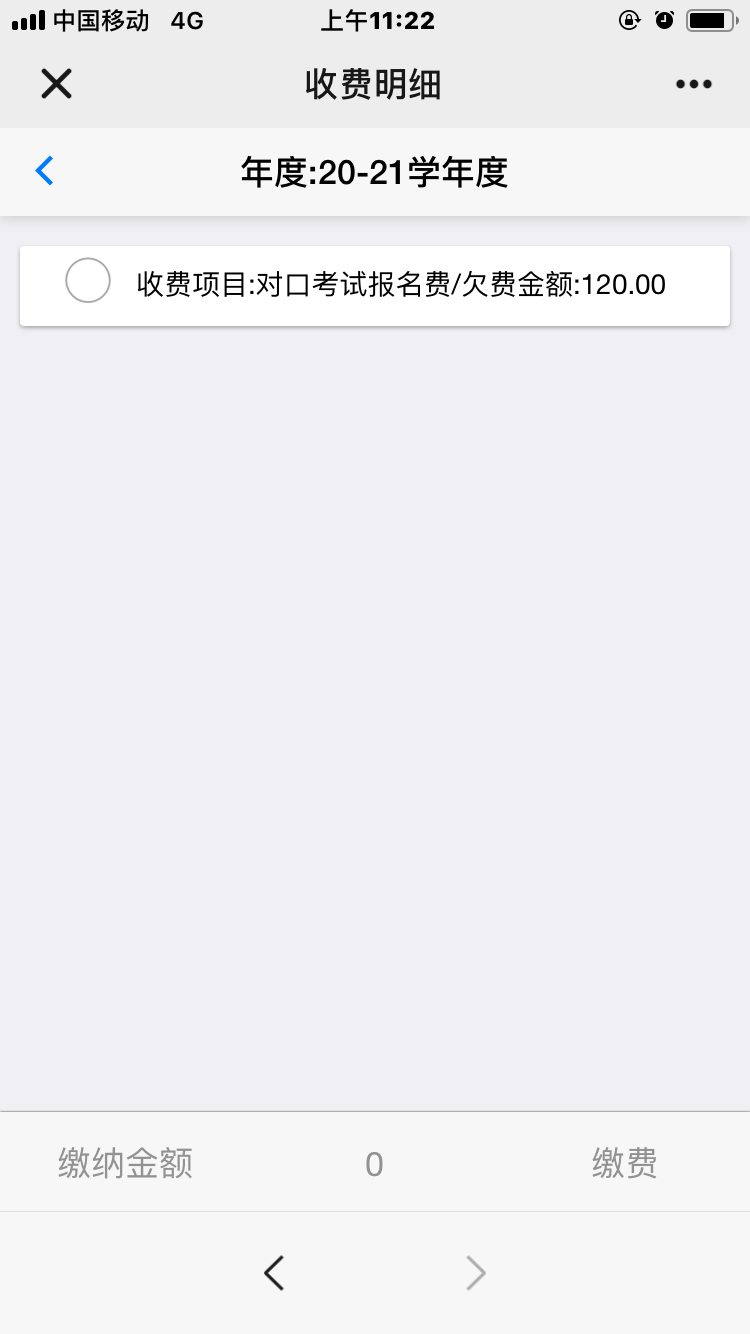 中国移动 4G 上午11:22
收费明细
年度:20-21学年度
收费项目:对口考试报名费/欠费金额:120.00
缴纳金额 0 缴费